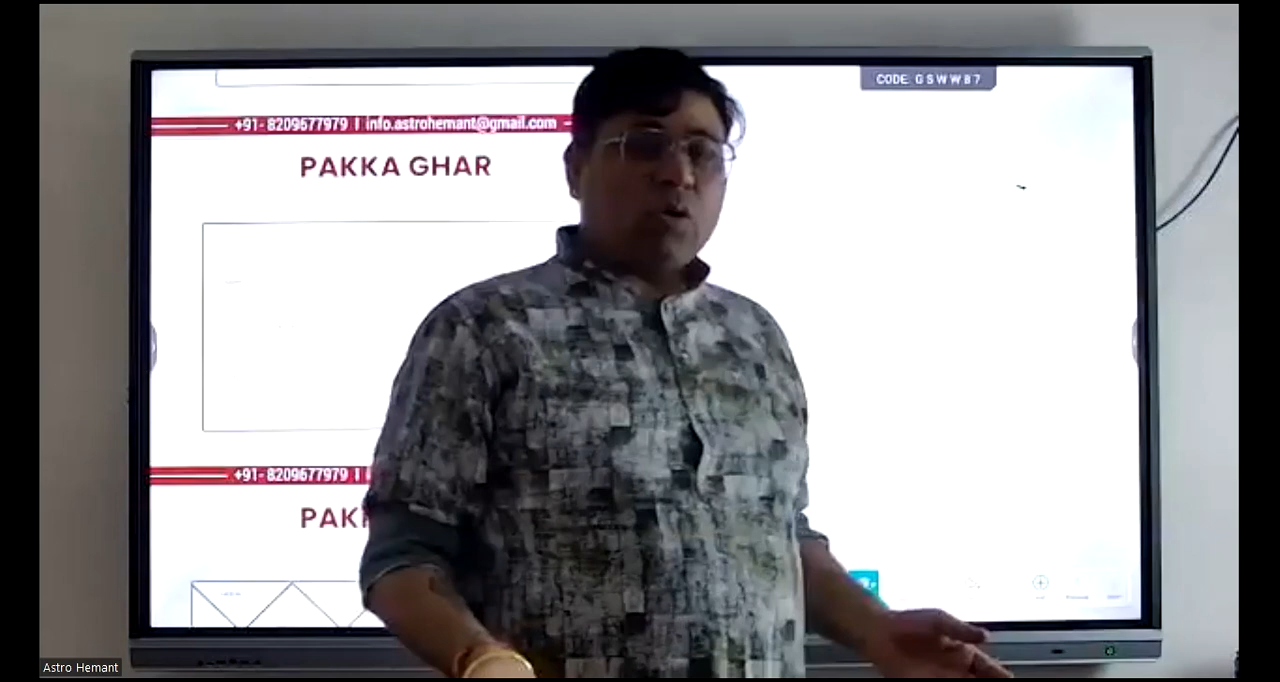 CODE: G S W W 8 7
+91- 8209677979 | info.astrohemant@gmail.com
PAKKA GHAR
+91- 8209677979 |
PAK
Astro Hemant